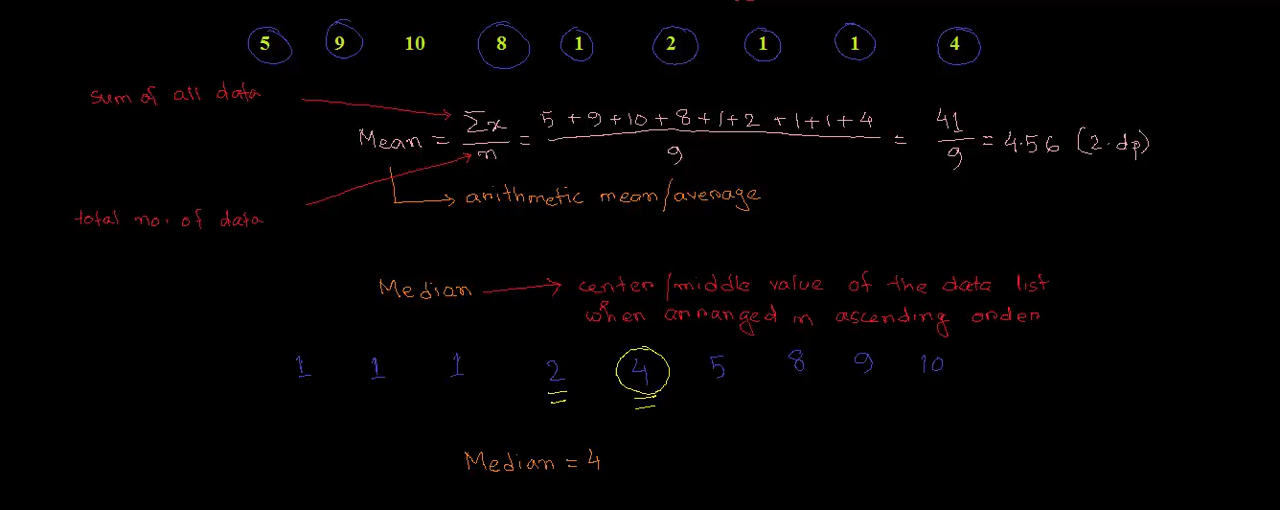 5 9 10 8 1 2 1 1 4
sum of all data
Mean = Σx/n = 5+9+10+8+1+2+1+1+4/9 = 41/9 = 4.56 (2.dp)
arithmetic mean/average
total no. of data
Median → center/middle value of the data list
when arranged in ascending order
1 1 1 2 4 5 8 9 10
Median = 4